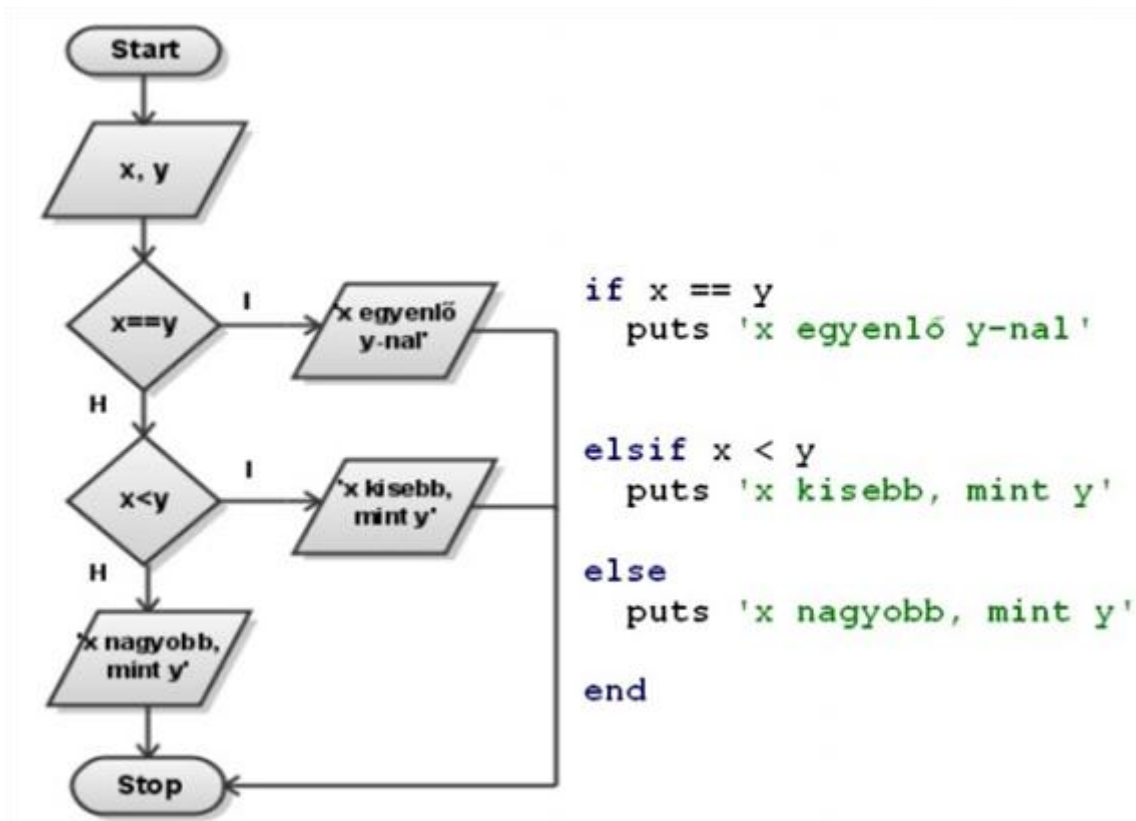 Start
x, y
x==y
I
'x egyenlő
y-nal'
H
x<y
I
'x kisebb,
mint y'
H
'x nagyobb,
mint y'
Stop
if x == y
puts 'x egyenlő y-nal'
elsif x < y
puts 'x kisebb, mint y'
else
puts 'x nagyobb, mint y'
end